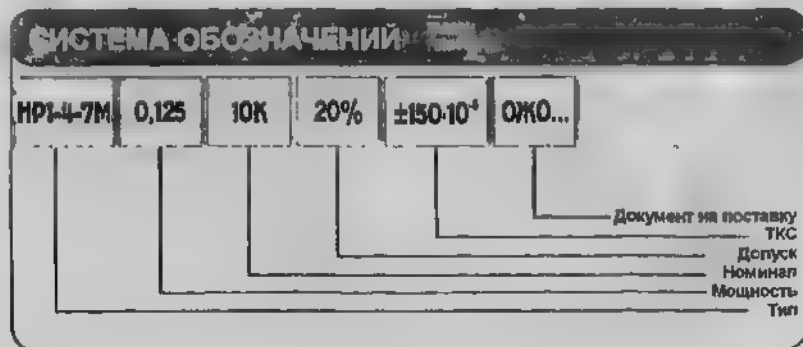 СИСТЕМА ОБОЗНАЧЕНИЙ
НР1-4-7М 0,125 10К 20% ±150·10⁻⁶ ОЖО...
Документ на поставку
ТКС
Допуск
Номинал
Мощность
Тип